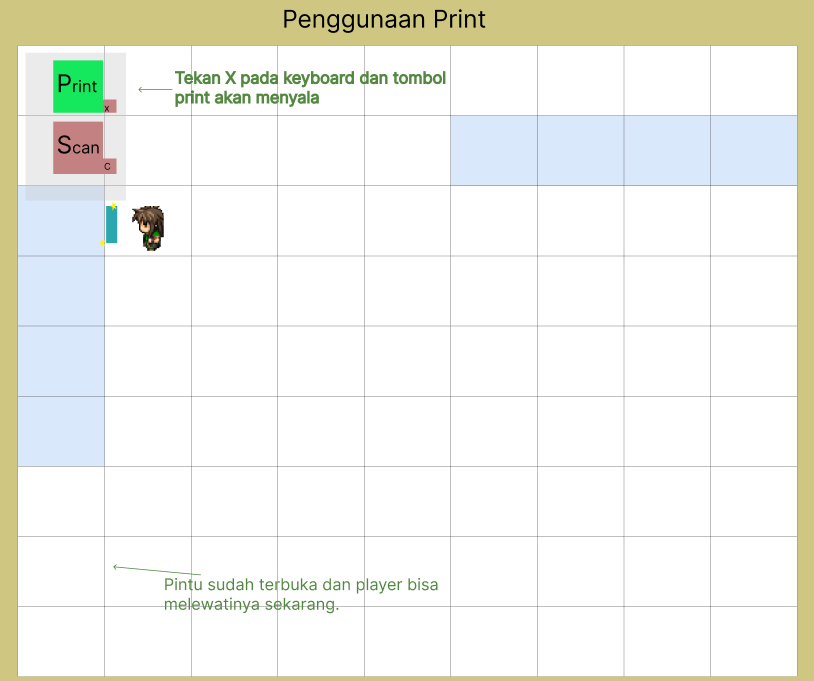 Penggunaan Print
Print
x
Tekan X pada keyboard dan tombol
print akan menyala
Scan
C
Pintu sudah terbuka dan player bisa
melewatinya sekarang.